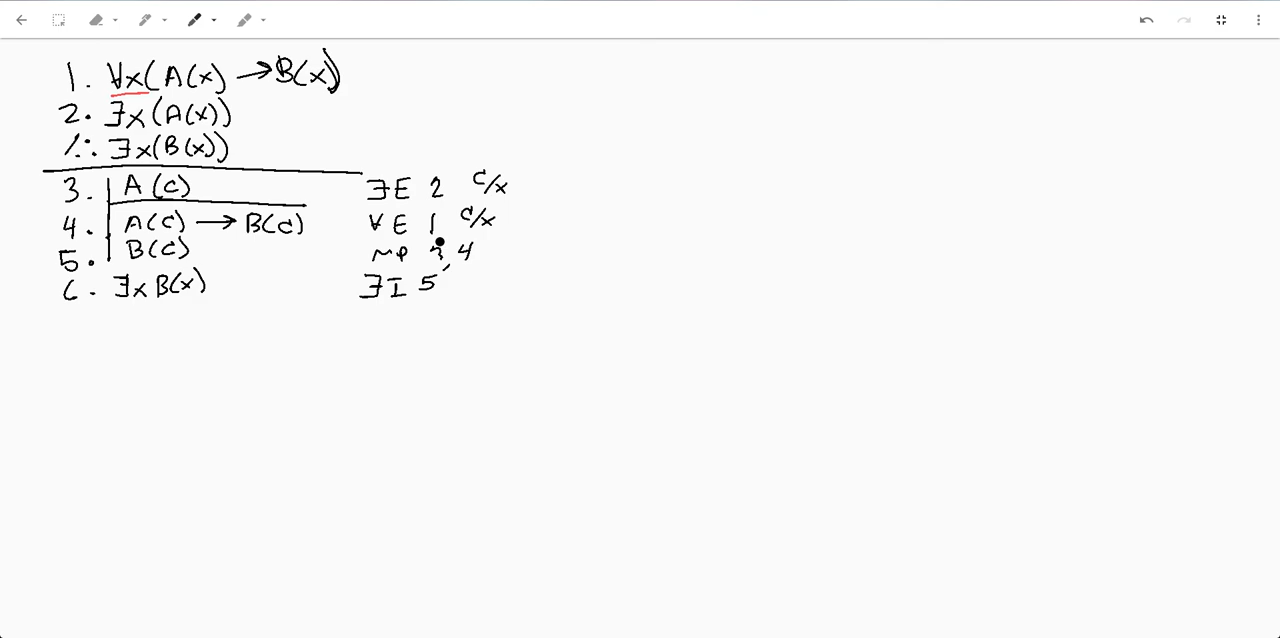 1. ∀x(A(x) → B(x))
2. ∃x(A(x))
/∴ ∃x(B(x))
3. A(c) ∃E 2 c/x
4. A(c) → B(c) ∀E 1 c/x
5. B(c) MP 3, 4
6. ∃x B(x) ∃I 5